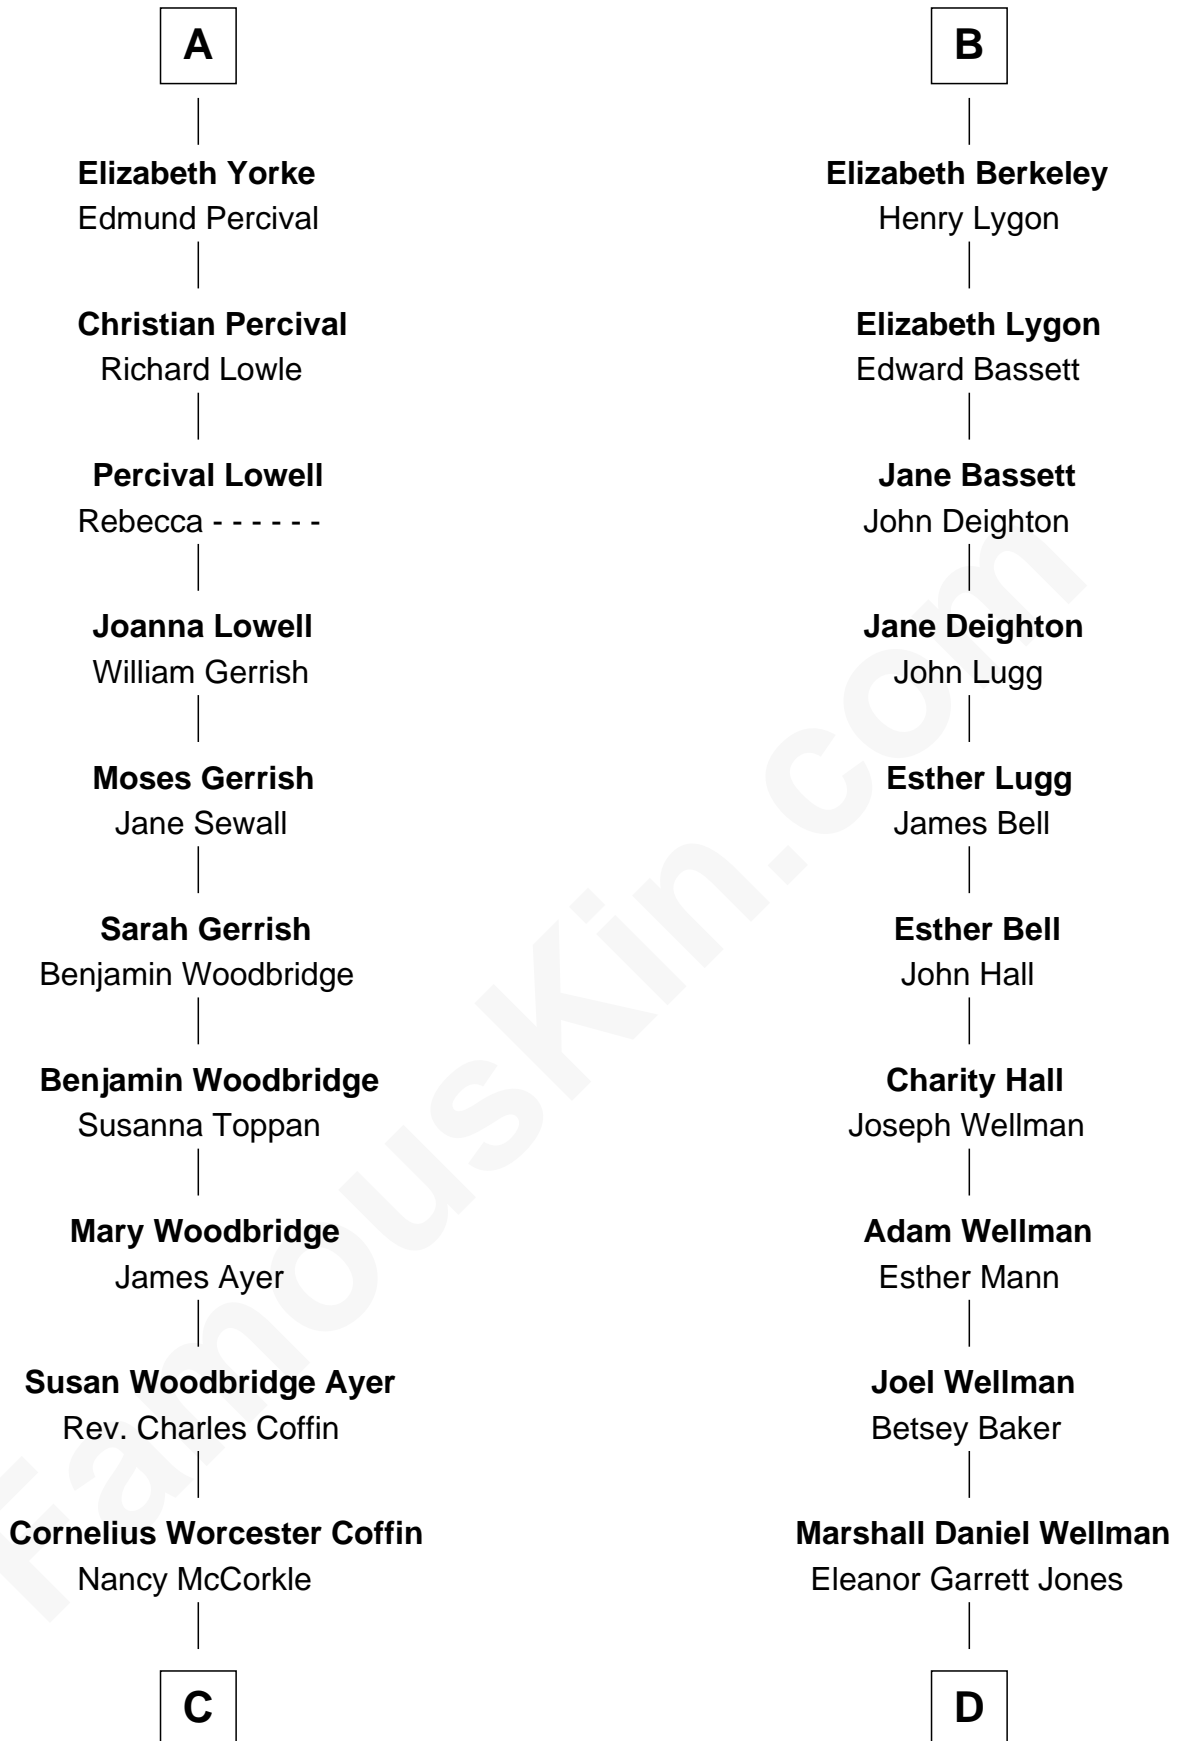 A
Elizabeth Yorke
Edmund Percival
Christian Percival
Richard Lowle
Percival Lowell
Rebecca - - - - - -
Joanna Lowell
William Gerrish
Moses Gerrish
Jane Sewall
Sarah Gerrish
Benjamin Woodbridge
Benjamin Woodbridge
Susanna Toppan
Mary Woodbridge
James Ayer
Susan Woodbridge Ayer
Rev. Charles Coffin
Cornelius Worcester Coffin
Nancy McCorkle
C
B
Elizabeth Berkeley
Henry Lygon
Elizabeth Lygon
Edward Bassett
Jane Bassett
John Deighton
Jane Deighton
John Lugg
Esther Lugg
James Bell
Esther Bell
John Hall
Charity Hall
Joseph Wellman
Adam Wellman
Esther Mann
Joel Wellman
Betsey Baker
Marshall Daniel Wellman
Eleanor Garrett Jones
D
FamousKin.com